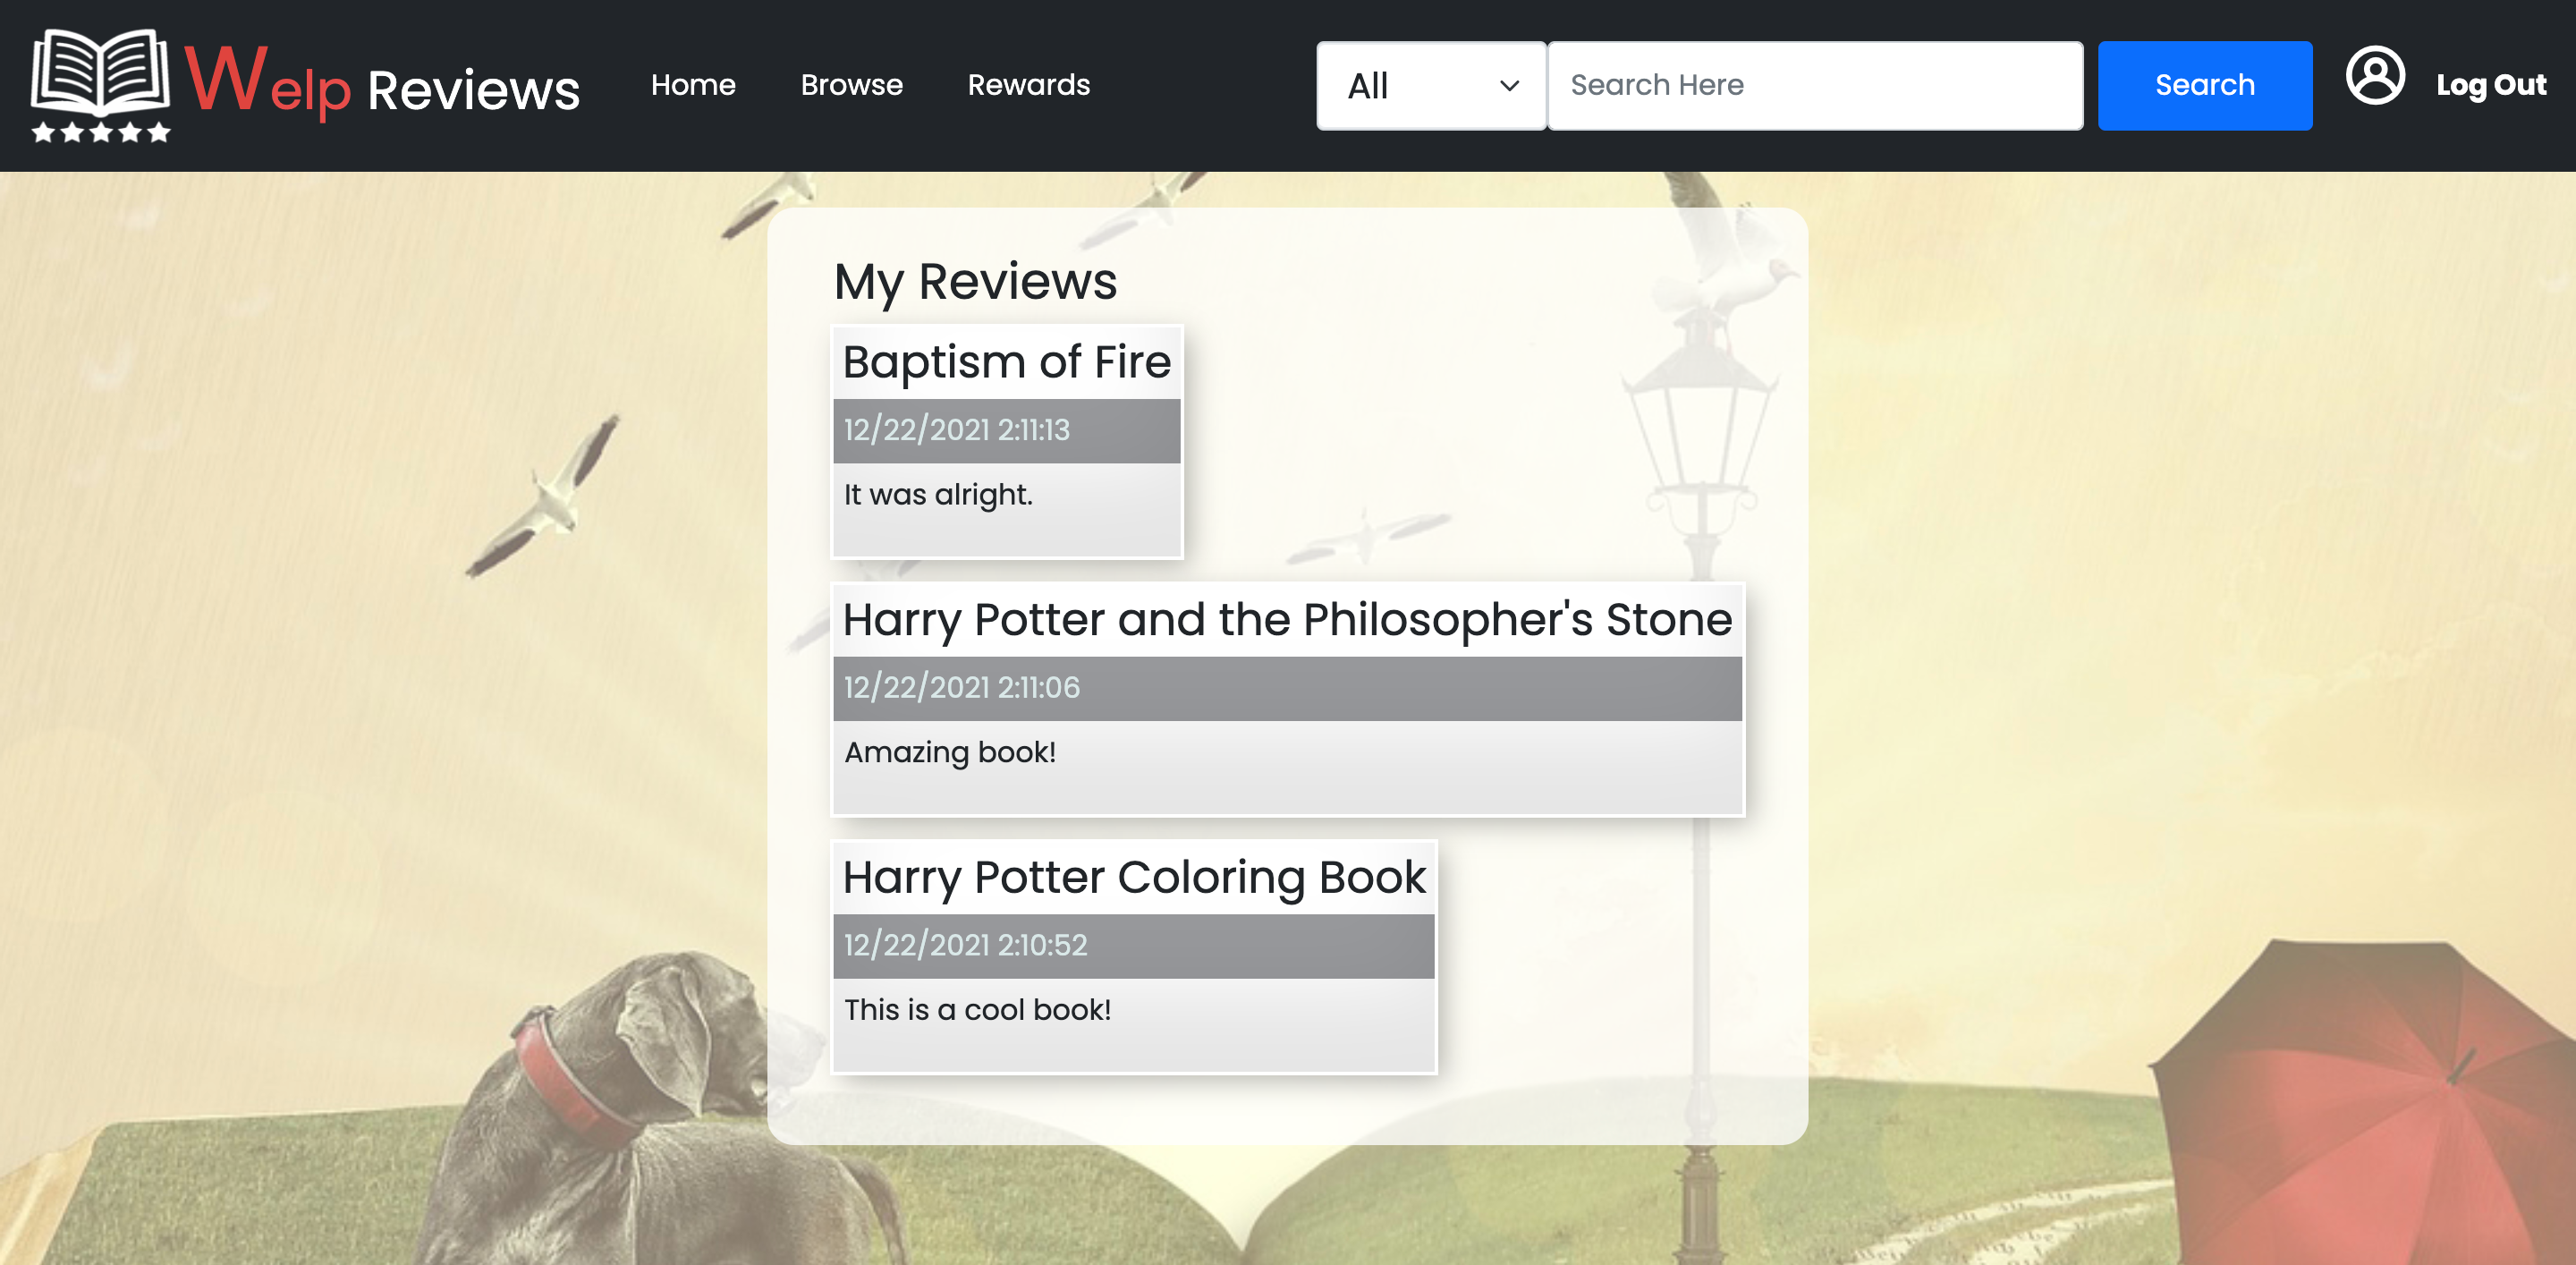 Welp Reviews
Home Browse Rewards
All Search Here Search Log Out
My Reviews
Baptism of Fire
12/22/2021 2:11:13
It was alright.
Harry Potter and the Philosopher's Stone
12/22/2021 2:11:06
Amazing book!
Harry Potter Coloring Book
12/22/2021 2:10:52
This is a cool book!